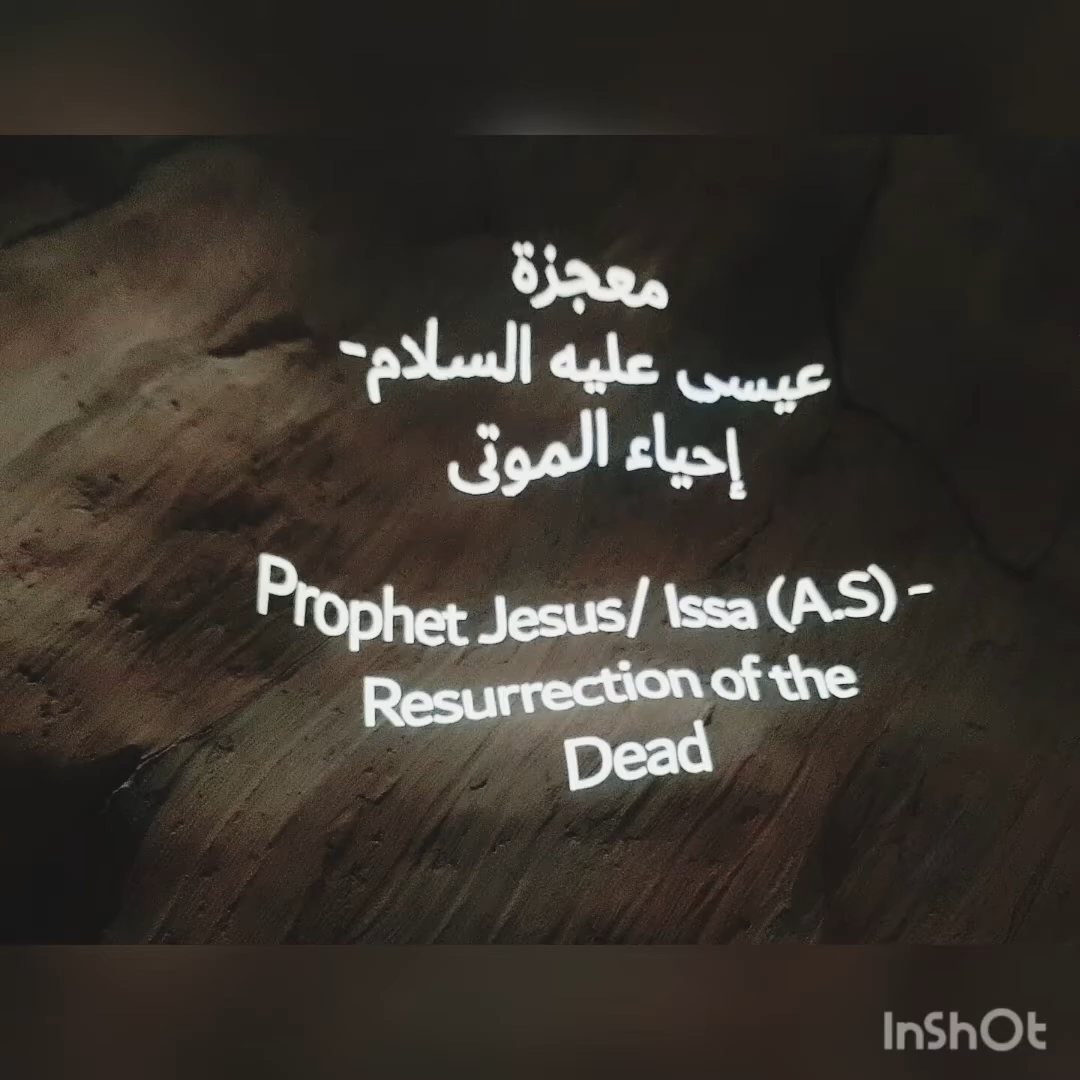 معجزة
عيسى عليه السلام-
إحياء الموتى
Prophet Jesus/ Issa (A.S) -
Resurrection of the
Dead
InShOt